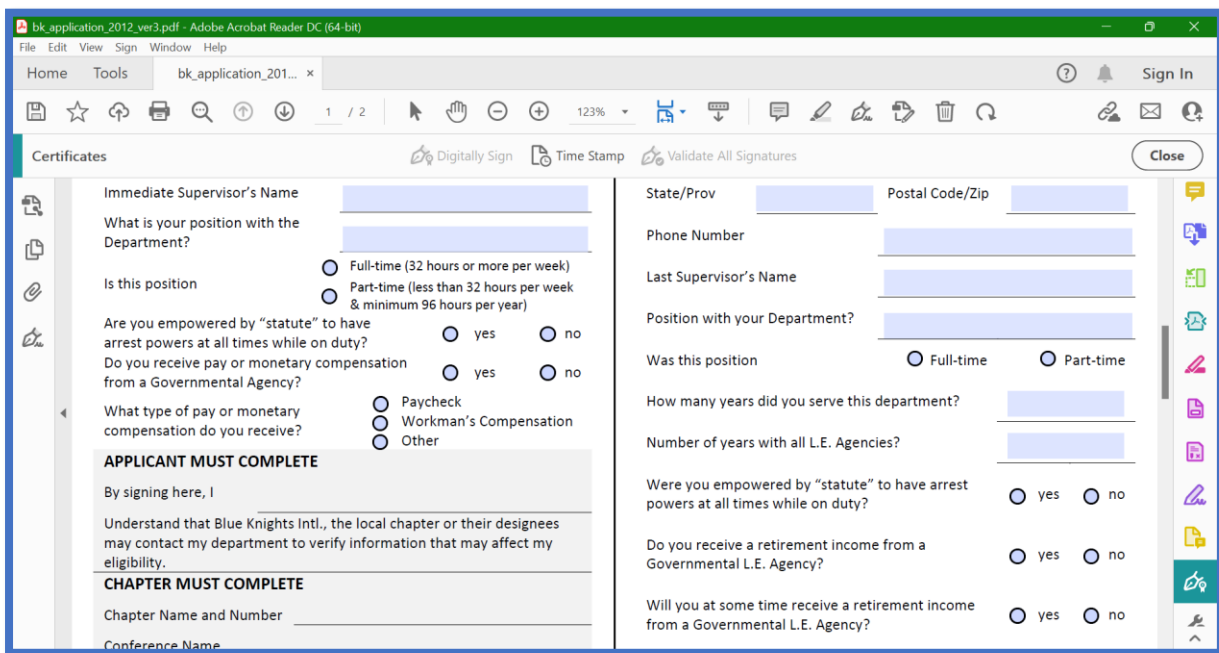 bk_application_2012_ver3.pdf - Adobe Acrobat Reader DC (64-bit)
File Edit View Sign Window Help
Home Tools bk_application_201... × Sign In
1 / 2 123%
Certificates Digitally Sign Time Stamp Validate All Signatures Close
Immediate Supervisor's Name
What is your position with the
Department?
Is this position
Full-time (32 hours or more per week)
Part-time (less than 32 hours per week
& minimum 96 hours per year)
Are you empowered by "statute" to have
arrest powers at all times while on duty?
yes no
Do you receive pay or monetary compensation
from a Governmental Agency?
yes no
What type of pay or monetary
compensation do you receive?
Paycheck
Workman's Compensation
Other
APPLICANT MUST COMPLETE
By signing here, I
Understand that Blue Knights Intl., the local chapter or their designees
may contact my department to verify information that may affect my
eligibility.
CHAPTER MUST COMPLETE
Chapter Name and Number
Conference Name
State/Prov Postal Code/Zip
Phone Number
Last Supervisor's Name
Position with your Department?
Was this position Full-time Part-time
How many years did you serve this department?
Number of years with all L.E. Agencies?
Were you empowered by "statute" to have arrest
powers at all times while on duty?
yes no
Do you receive a retirement income from a
Governmental L.E. Agency?
yes no
Will you at some time receive a retirement income
from a Governmental L.E. Agency?
yes no